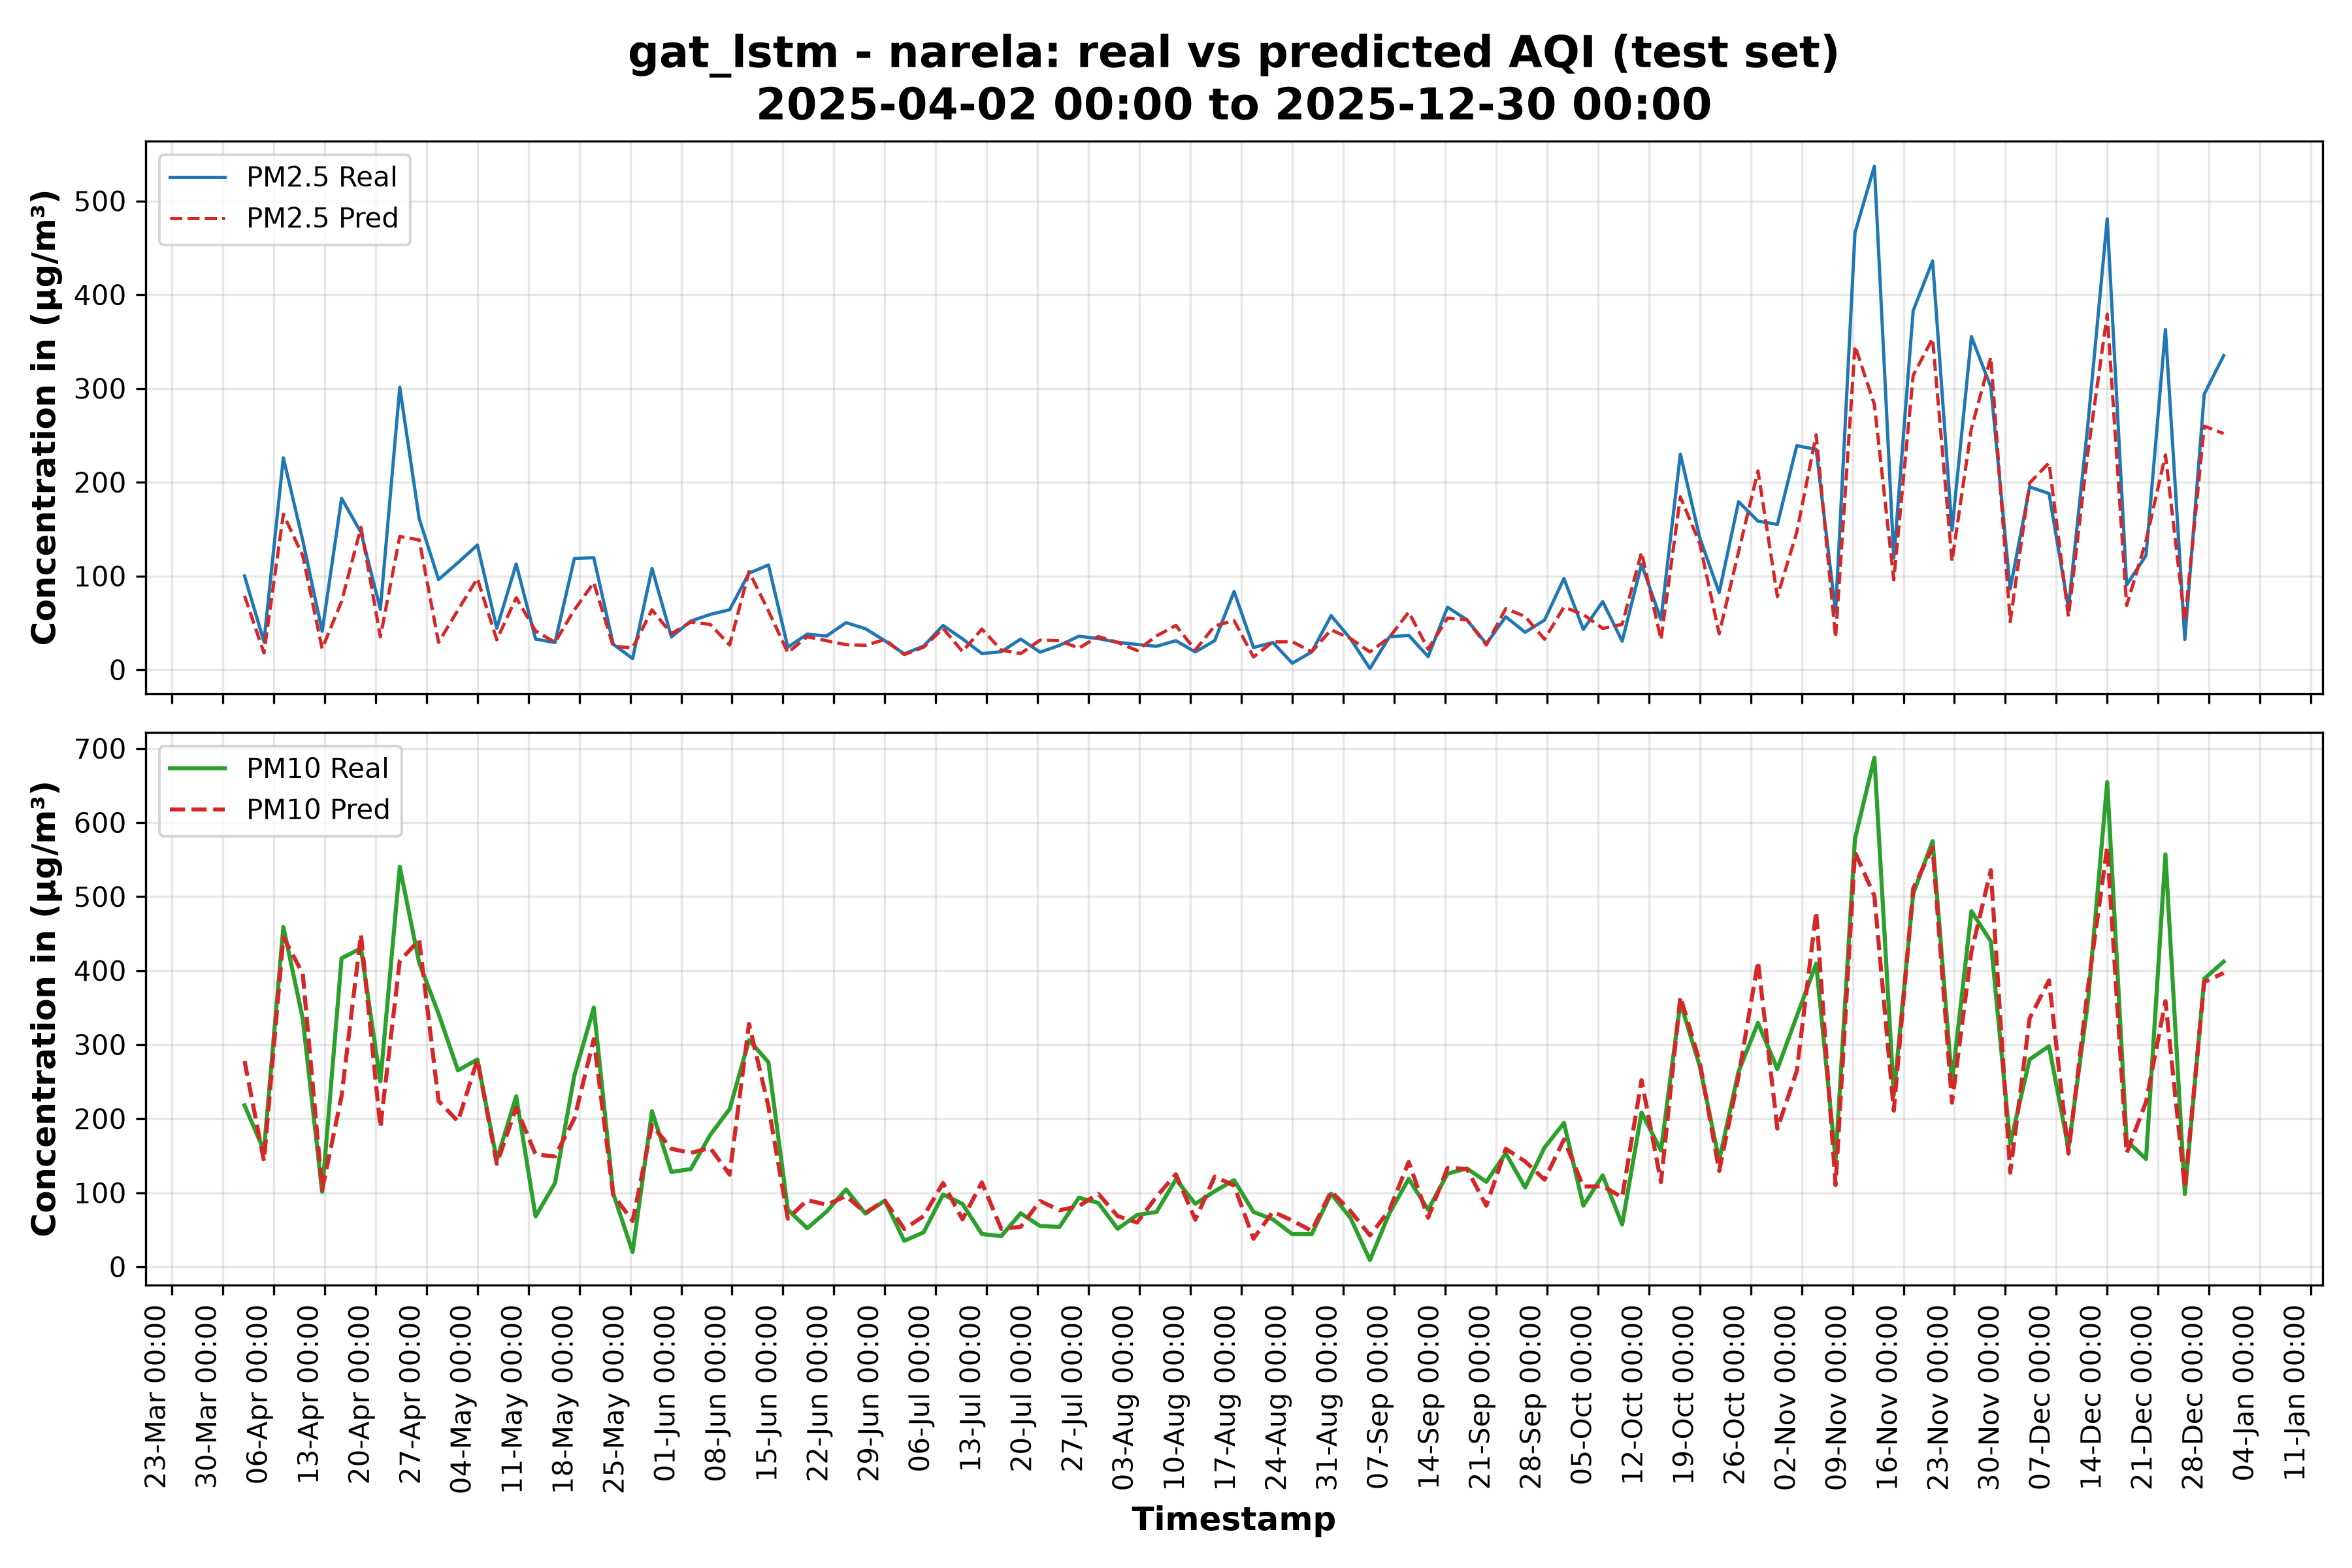 gat_lstm - narela: real vs predicted AQI (test set)
2025-04-02 00:00 to 2025-12-30 00:00
Concentration in (µg/m³)
500
400
300
200
100
0
PM2.5 Real
PM2.5 Pred
Concentration in (µg/m³)
700
600
500
400
300
200
100
0
PM10 Real
PM10 Pred
23-Mar 00:00
30-Mar 00:00
06-Apr 00:00
13-Apr 00:00
20-Apr 00:00
27-Apr 00:00
04-May 00:00
11-May 00:00
18-May 00:00
25-May 00:00
01-Jun 00:00
08-Jun 00:00
15-Jun 00:00
22-Jun 00:00
29-Jun 00:00
06-Jul 00:00
13-Jul 00:00
20-Jul 00:00
27-Jul 00:00
03-Aug 00:00
10-Aug 00:00
17-Aug 00:00
24-Aug 00:00
31-Aug 00:00
07-Sep 00:00
14-Sep 00:00
21-Sep 00:00
28-Sep 00:00
05-Oct 00:00
12-Oct 00:00
19-Oct 00:00
26-Oct 00:00
02-Nov 00:00
09-Nov 00:00
16-Nov 00:00
23-Nov 00:00
30-Nov 00:00
07-Dec 00:00
14-Dec 00:00
21-Dec 00:00
28-Dec 00:00
04-Jan 00:00
11-Jan 00:00
Timestamp